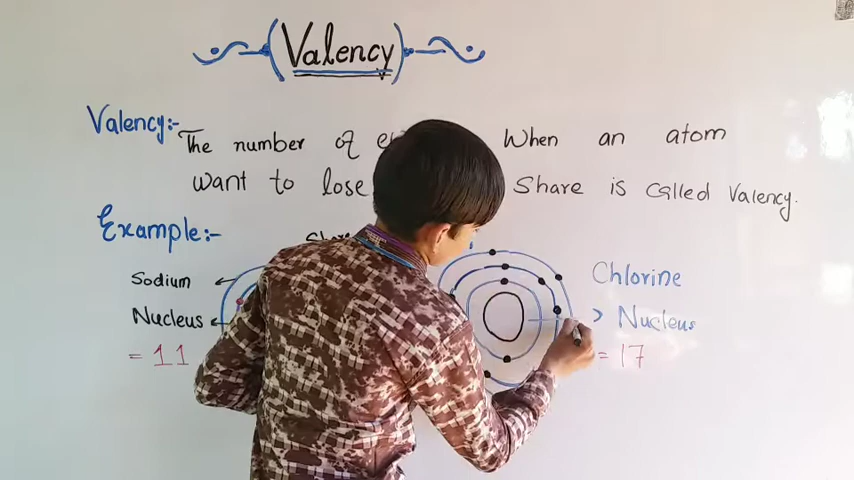 Valency
Valency:- The number of When an atom
want to lose Share is called Valency.
Example:-
Sodium Chlorine
Nucleus Nucleus
= 11 = 17